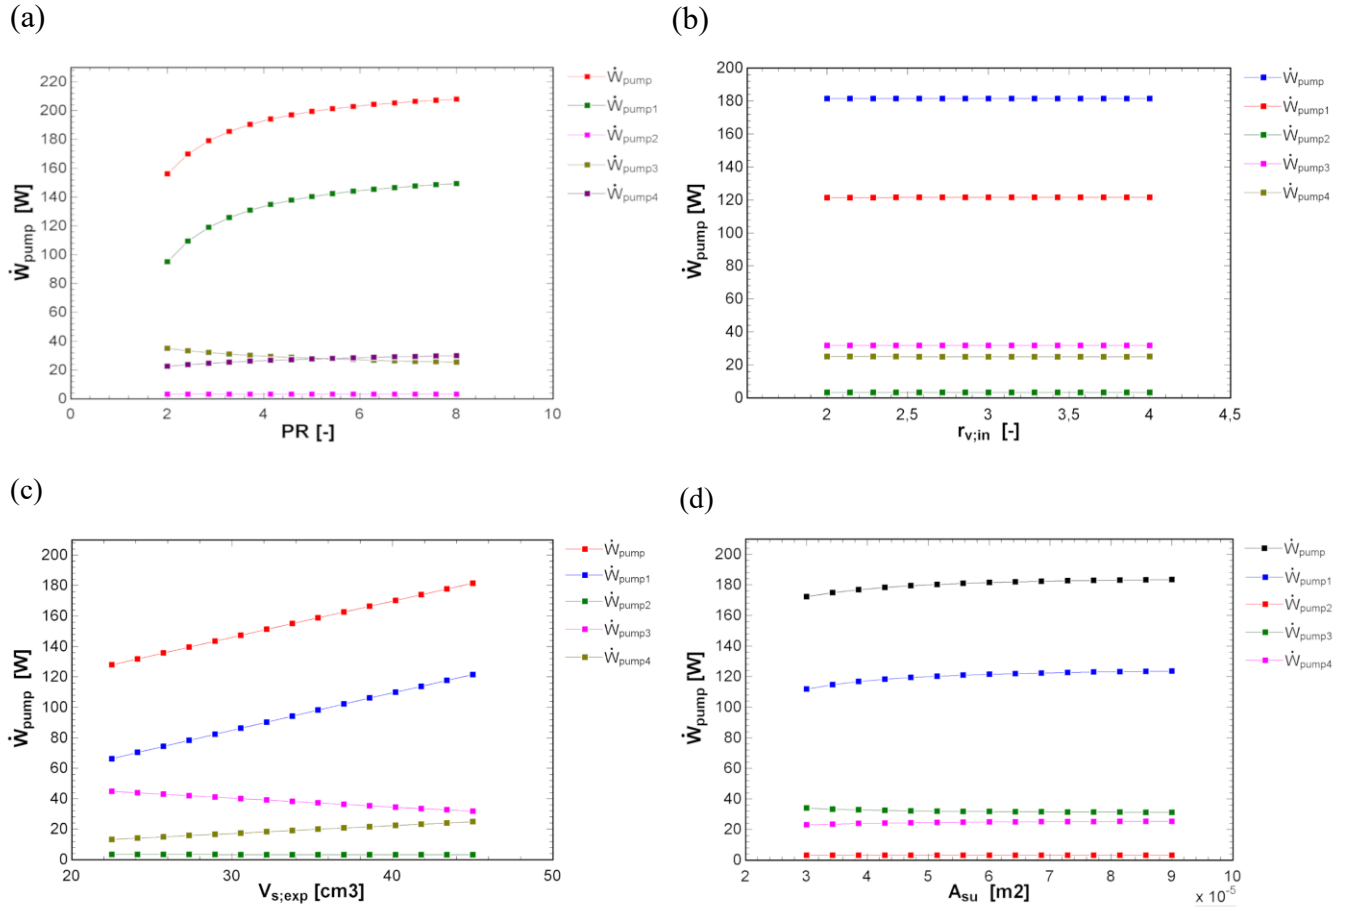 (a)
220
200
180
160
140
120
100
80
60
40
20
0
Ẇpump [W]
0 2 4 6 8 10
PR [-]
Ẇpump
Ẇpump1
Ẇpump2
Ẇpump3
Ẇpump4
(b)
200
180
160
140
120
100
80
60
40
20
0
Ẇpump [W]
2 2,5 3 3,5 4 4,5
rv;in [-]
Ẇpump
Ẇpump1
Ẇpump2
Ẇpump3
Ẇpump4
(c)
200
180
160
140
120
100
80
60
40
20
0
Ẇpump [W]
20 30 40 50
Vs;exp [cm3]
Ẇpump
Ẇpump1
Ẇpump2
Ẇpump3
Ẇpump4
(d)
200
180
160
140
120
100
80
60
40
20
0
Ẇpump [W]
2 3 4 5 6 7 8 9 10
x 10-5
Asu [m2]
Ẇpump
Ẇpump1
Ẇpump2
Ẇpump3
Ẇpump4